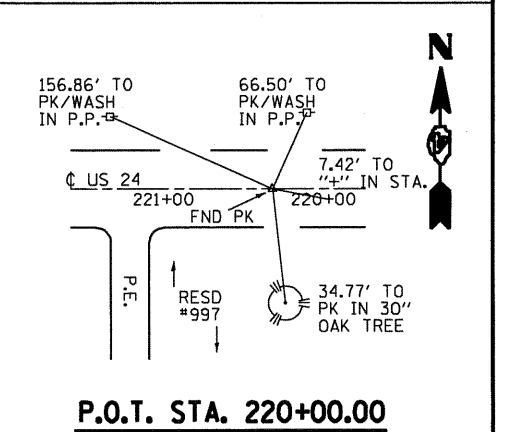 N
156.86' TO
PK/WASH
IN P.P.
66.50' TO
PK/WASH
IN P.P.
7.42' TO
"+" IN STA.
℄ US 24
221+00
220+00
FND PK
P.E.
RESD
#997
34.77' TO
PK IN 30"
OAK TREE
P.O.T. STA. 220+00.00